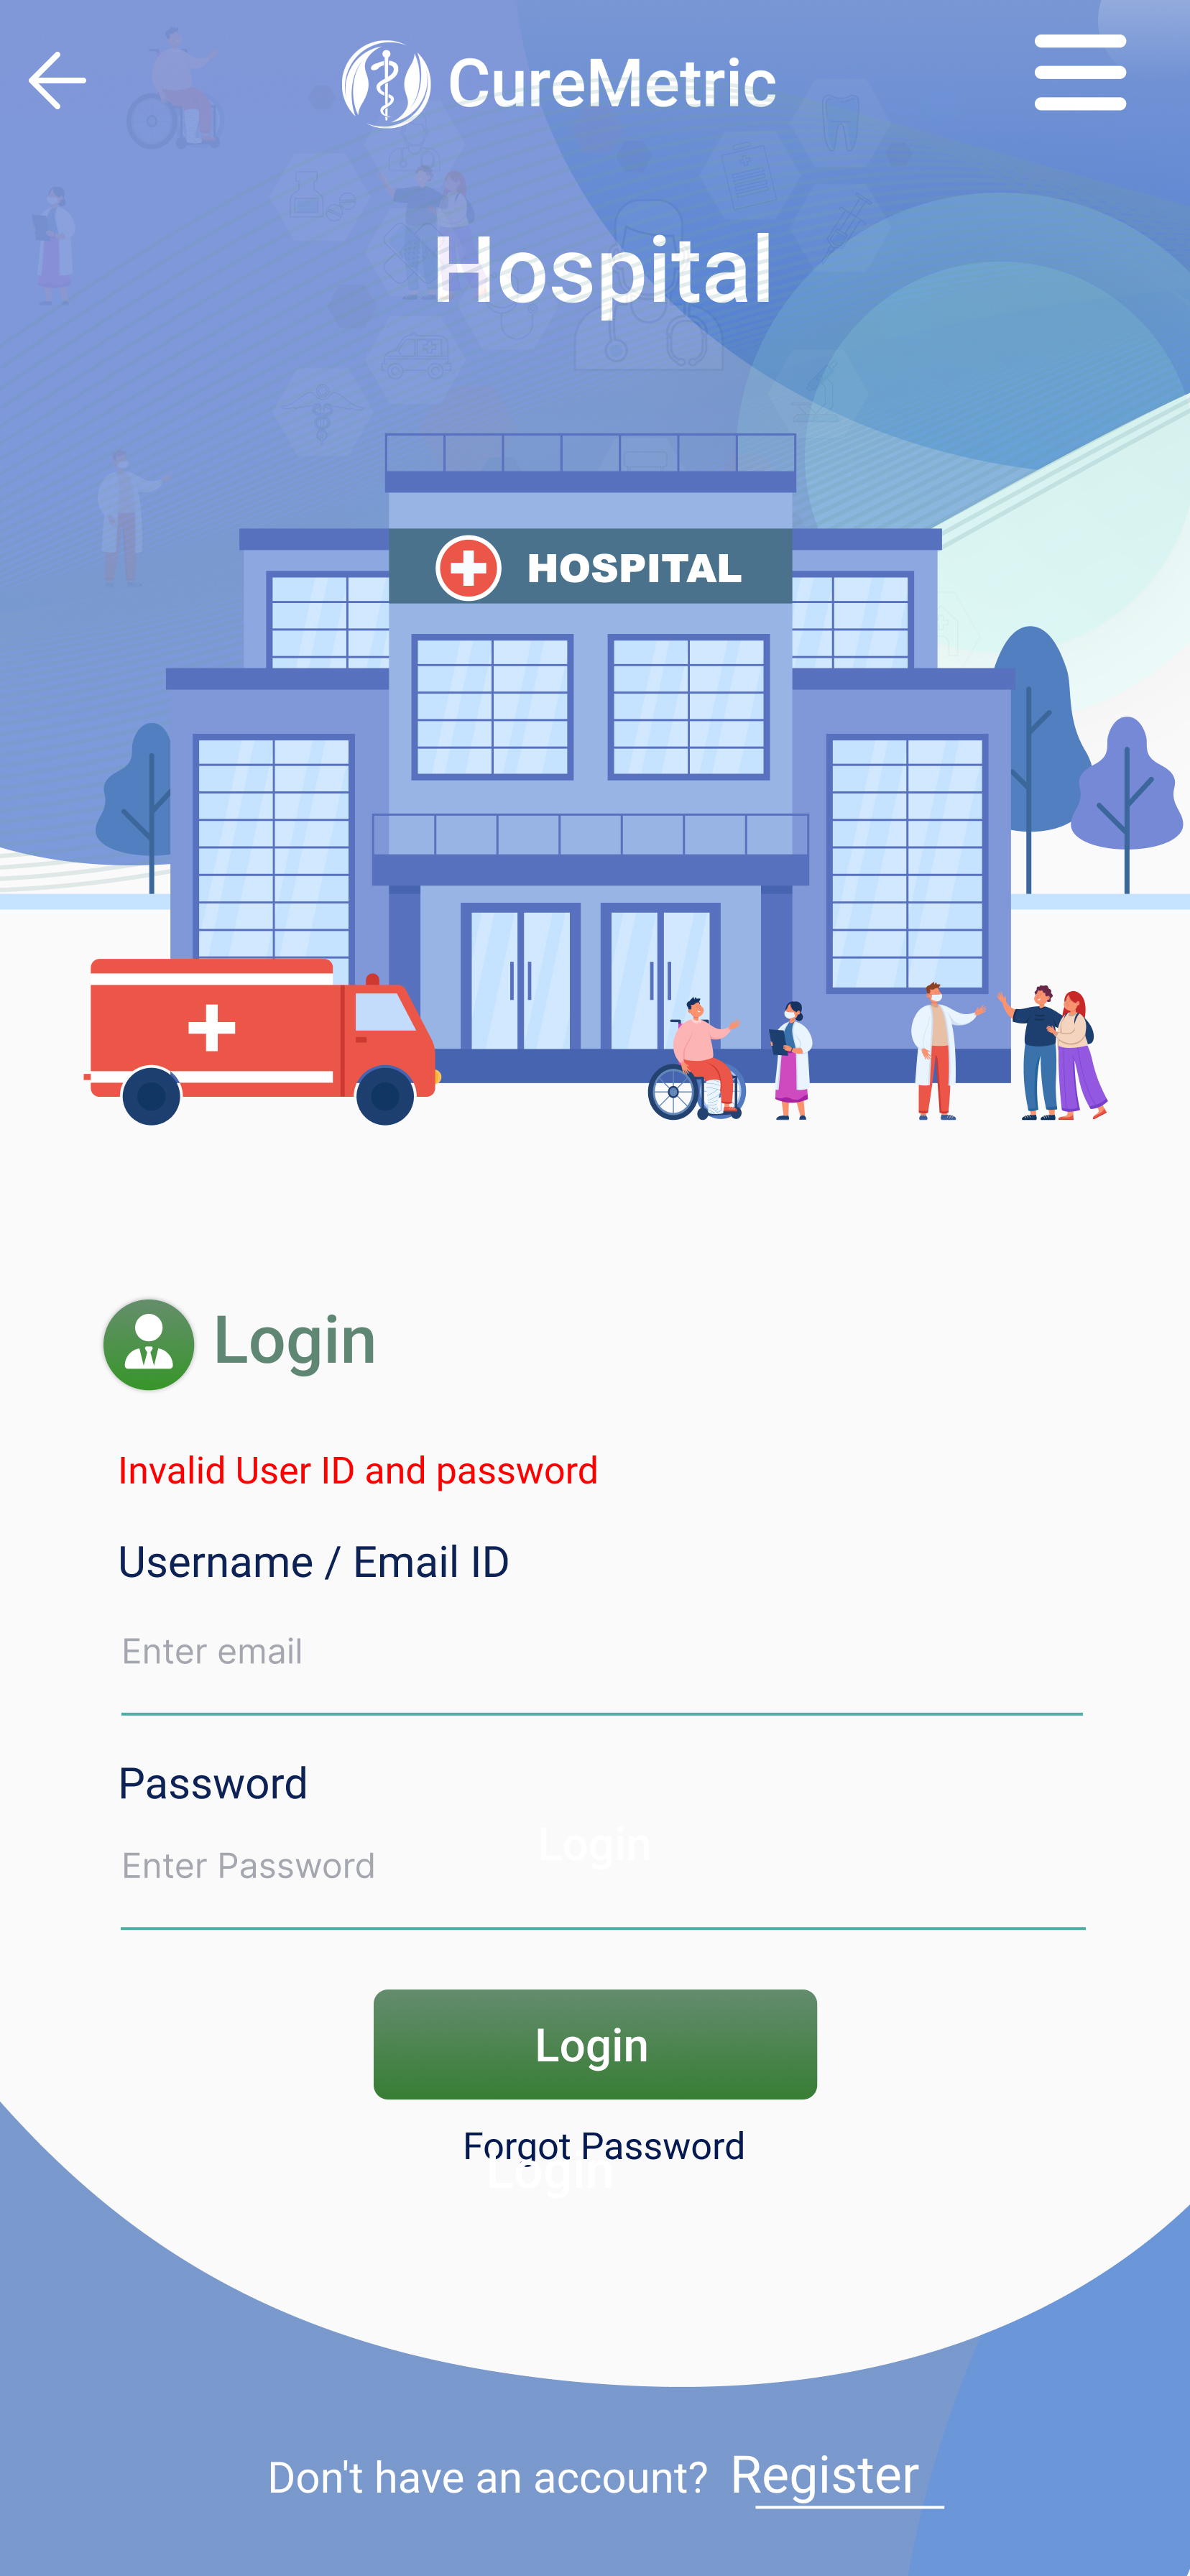 CureMetric
Hospital
HOSPITAL
Login
Invalid User ID and password
Username / Email ID
Enter email
Password
Login
Enter Password
Login
Forgot Password
Login
Don't have an account? Register